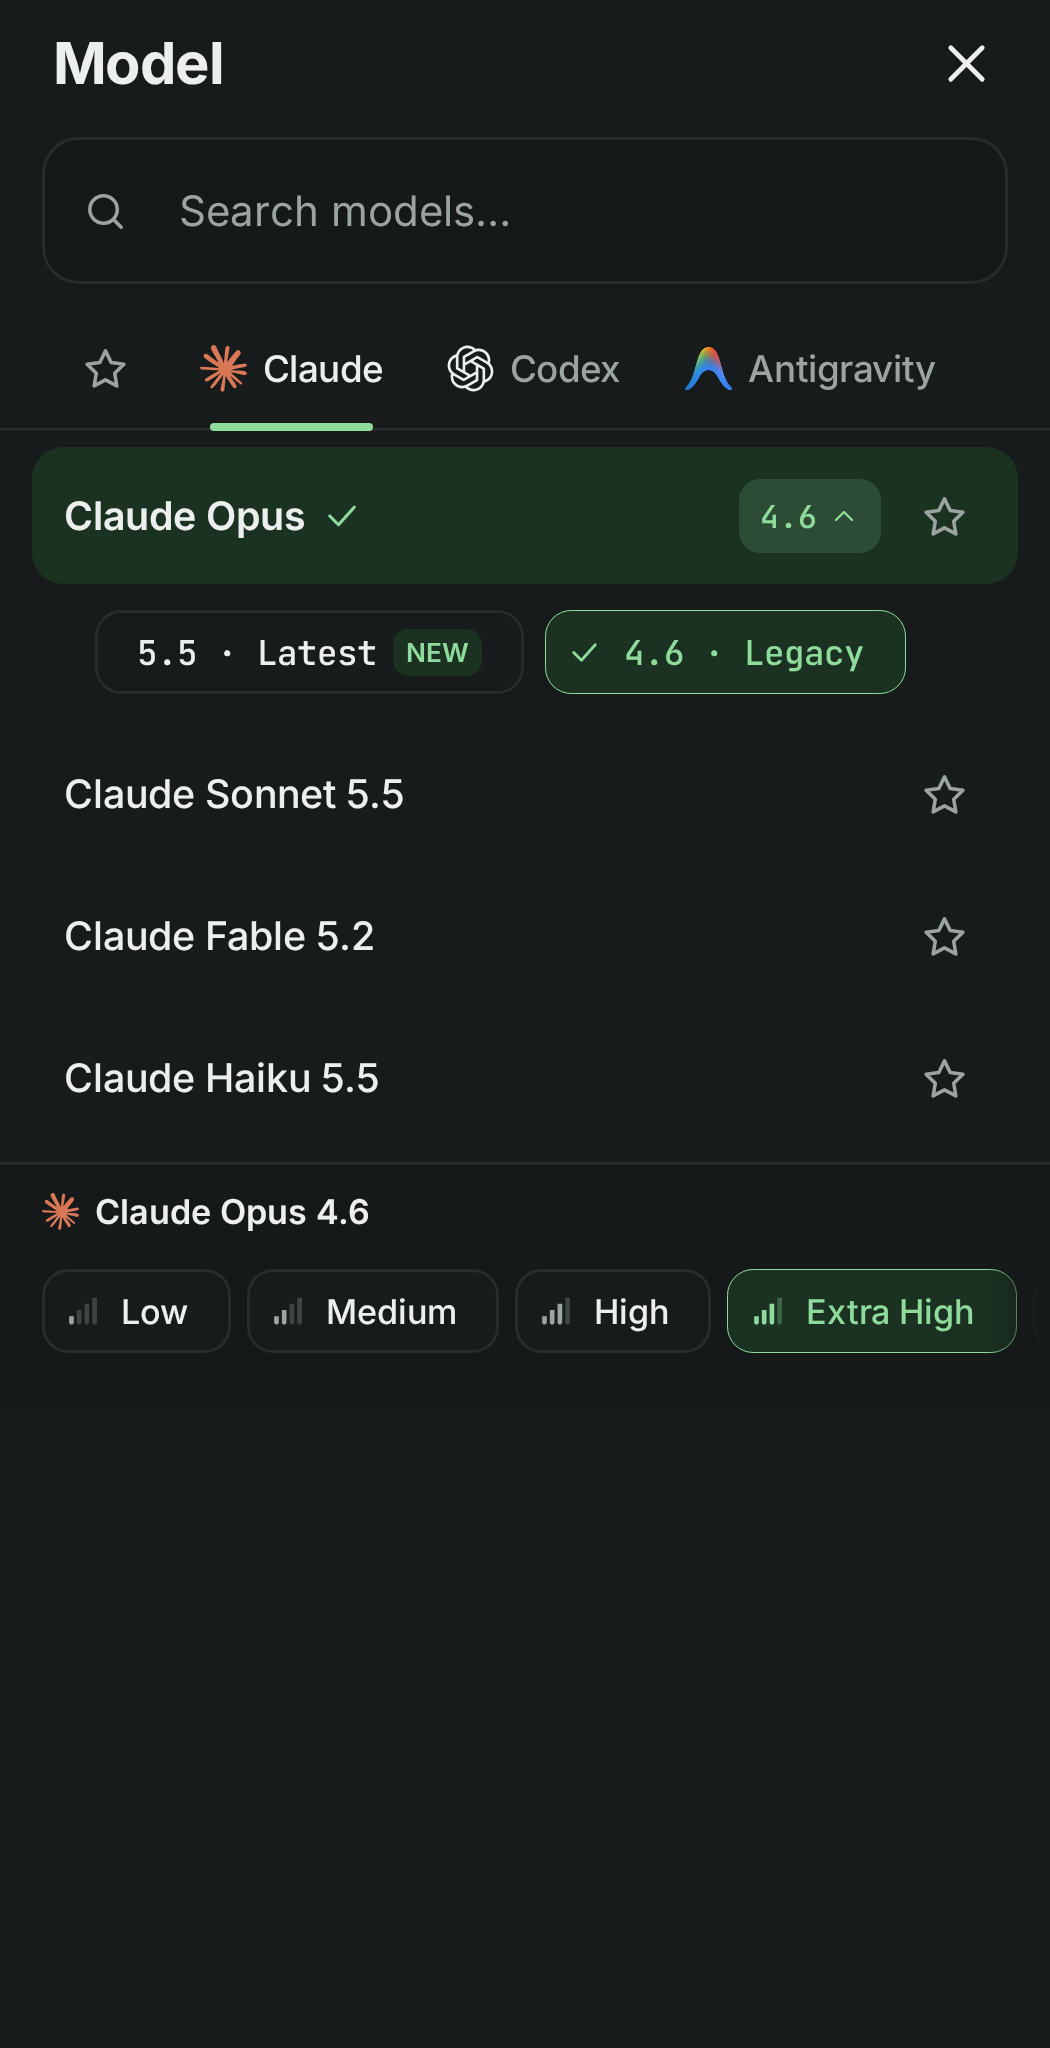 Model
Search models...
Claude Codex Antigravity
Claude Opus 4.6
5.5 · Latest NEW 4.6 · Legacy
Claude Sonnet 5.5
Claude Fable 5.2
Claude Haiku 5.5
Claude Opus 4.6
Low Medium High Extra High